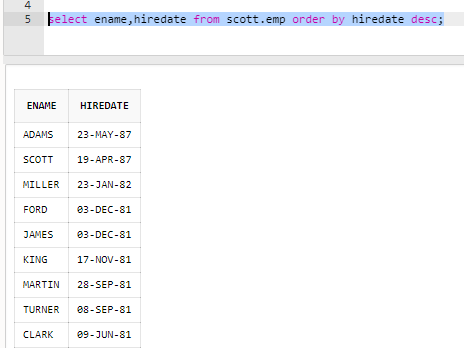 4
5 select ename,hiredate from scott.emp order by hiredate desc;
ENAME HIREDATE
ADAMS 23-MAY-87
SCOTT 19-APR-87
MILLER 23-JAN-82
FORD 03-DEC-81
JAMES 03-DEC-81
KING 17-NOV-81
MARTIN 28-SEP-81
TURNER 08-SEP-81
CLARK 09-JUN-81